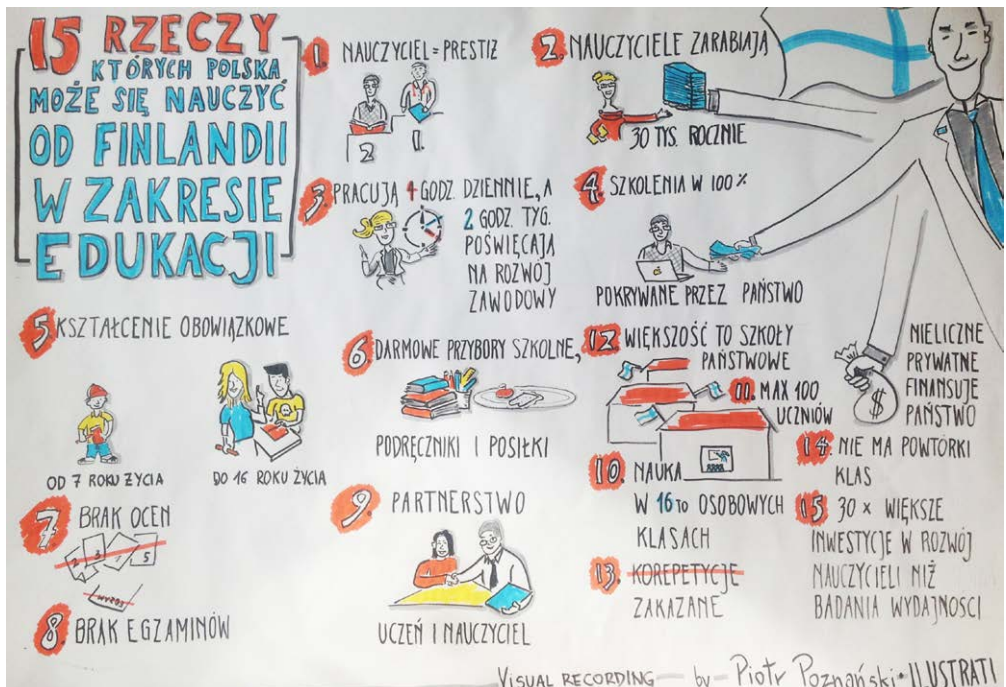 15 RZECZY
KTÓRYCH POLSKA
MOŻE SIĘ NAUCZYĆ
OD FINLANDII
W ZAKRESIE
EDUKACJI
1. NAUCZYCIEL = PRESTIŻ
2 1.
2. NAUCZYCIELE ZARABIAJĄ
30 TYS. ROCZNIE
3. PRACUJĄ 4 GODZ. DZIENNIE, A
2 GODZ. TYG.
POŚWIĘCAJĄ
NA ROZWÓJ
ZAWODOWY
4. SZKOLENIA W 100%
POKRYWANE PRZEZ PAŃSTWO
5. KSZTAŁCENIE OBOWIĄZKOWE
OD 7 ROKU ŻYCIA
DO 16 ROKU ŻYCIA
6. DARMOWE PRZYBORY SZKOLNE,
PODRĘCZNIKI I POSIŁKI
7. BRAK OCEN
2 3 1 5
8. BRAK EGZAMINÓW
9. PARTNERSTWO
UCZEŃ I NAUCZYCIEL
12. WIĘKSZOŚĆ TO SZKOŁY
PAŃSTWOWE
NIELICZNE
PRYWATNE
FINANSUJE
PAŃSTWO
$
11. MAX 100
UCZNIÓW
10. NAUKA
W 16TO OSOBOWYCH
KLASACH
13. KOREPETYCJE
ZAKAZANE
14. NIE MA POWTÓRKI
KLAS
15 30 x WIĘKSZE
INWESTYCJE W ROZWÓJ
NAUCZYCIELI NIŻ
BADANIA WYDAJNOŚCI
VISUAL RECORDING — by — Piotr Poznański • ILUSTRATI